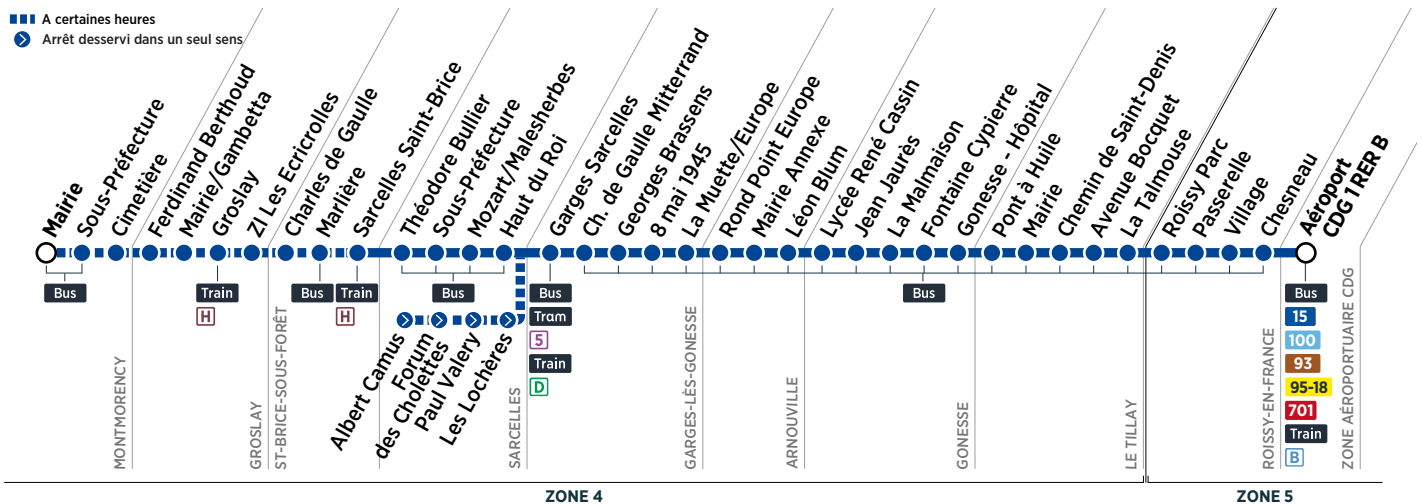 A certaines heures
Arrêt desservi dans un seul sens
Mairie
Sous-Préfecture
Cimetière
Ferdinand Berthoud
Mairie/Gambetta
Groslay
ZI Les Ecricrolles
Charles de Gaulle
Marlière
Sarcelles Saint-Brice
Théodore Bullier
Sous-Préfecture
Mozart/Malesherbes
Haut du Roi
Garges Sarcelles
Ch. de Gaulle Mitterrand
Georges Brassens
8 mai 1945
La Muette/Europe
Rond Point Europe
Mairie Annexe
Léon Blum
Lycée René Cassin
Jean Jaurès
La Malmaison
Fontaine Cypierre
Gonesse - Hôpital
Pont à Huile
Mairie
Chemin de Saint-Denis
Avenue Bocquet
La Talmouse
Roissy Parc
Passerelle
Village
Chesneau
Aéroport
CDG 1 RER B
Bus
Train
H
Bus
Train
H
Bus
Bus
Tram
5
Train
D
Bus
Bus
15
100
93
95-18
701
Train
B
Albert Camus
Forum
des Cholettes
Paul Valery
Les Lochères
MONTMORENCY
GROSLAY
ST-BRICE-SOUS-FORÊT
SARCELLES
GARGES-LÈS-GONESSE
ARNOUVILLE
GONESSE
LE TILLAY
ROISSY-EN-FRANCE
ZONE AÉROPORTUAIRE CDG
ZONE 4
ZONE 5